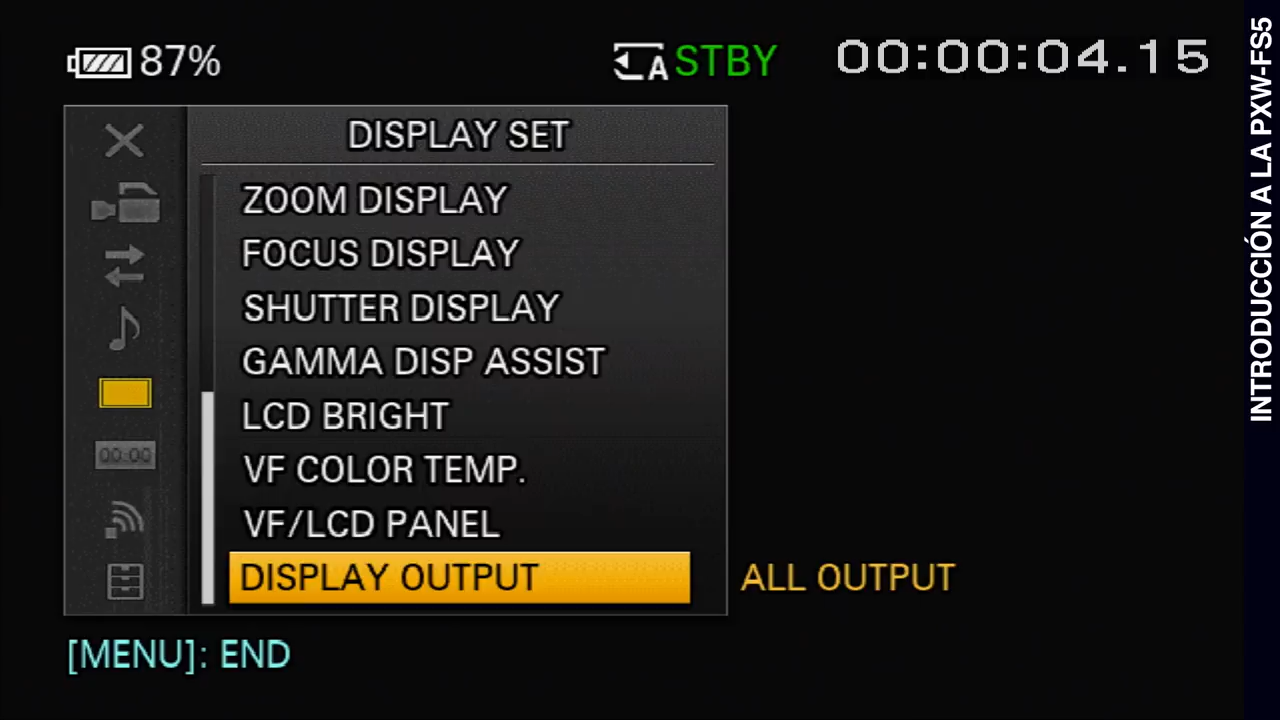 87%
A STBY
00:00:04.15
DISPLAY SET
ZOOM DISPLAY
FOCUS DISPLAY
SHUTTER DISPLAY
GAMMA DISP ASSIST
LCD BRIGHT
VF COLOR TEMP.
VF/LCD PANEL
DISPLAY OUTPUT
ALL OUTPUT
00:00
[MENU]: END
INTRODUCCIÓN A LA PXW-FS5